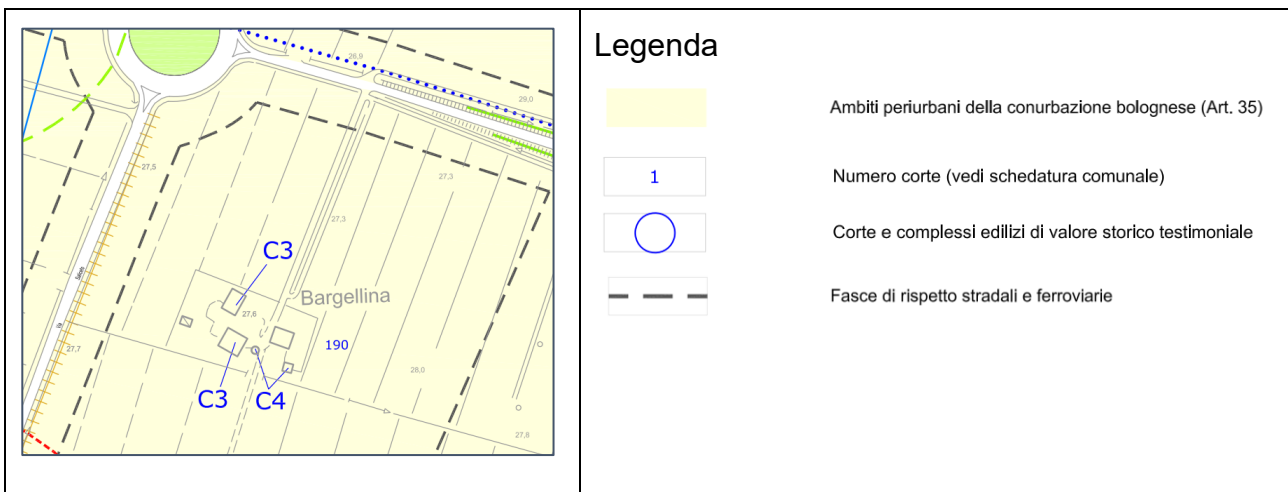 26,9
29,0
27,5
27,3
27,3
C3
Bargellina
27,6
190
27,7
C3
C4
28,0
27,8
Legenda
Ambiti periurbani della conurbazione bolognese (Art. 35)
1
Numero corte (vedi schedatura comunale)
Corte e complessi edilizi di valore storico testimoniale
Fasce di rispetto stradali e ferroviarie